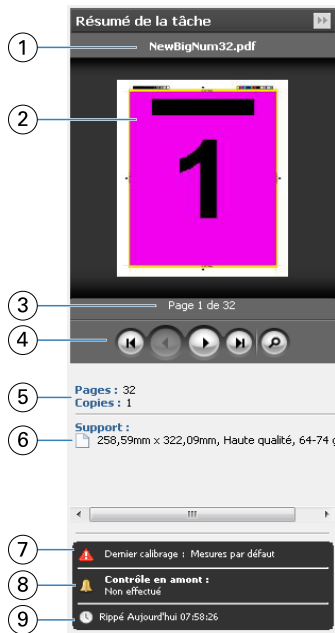 Résumé de la tâche
1 NewBigNum32.pdf
2
1
3 Page 1 de 32
4
5 Pages : 32
Copies : 1
Support :
6 258,59mm x 322,09mm, Haute qualité, 64-74 g
7 Dernier calibrage : Mesures par défaut
8 Contrôle en amont :
Non effectué
9 Rippé Aujourd'hui 07:58:26